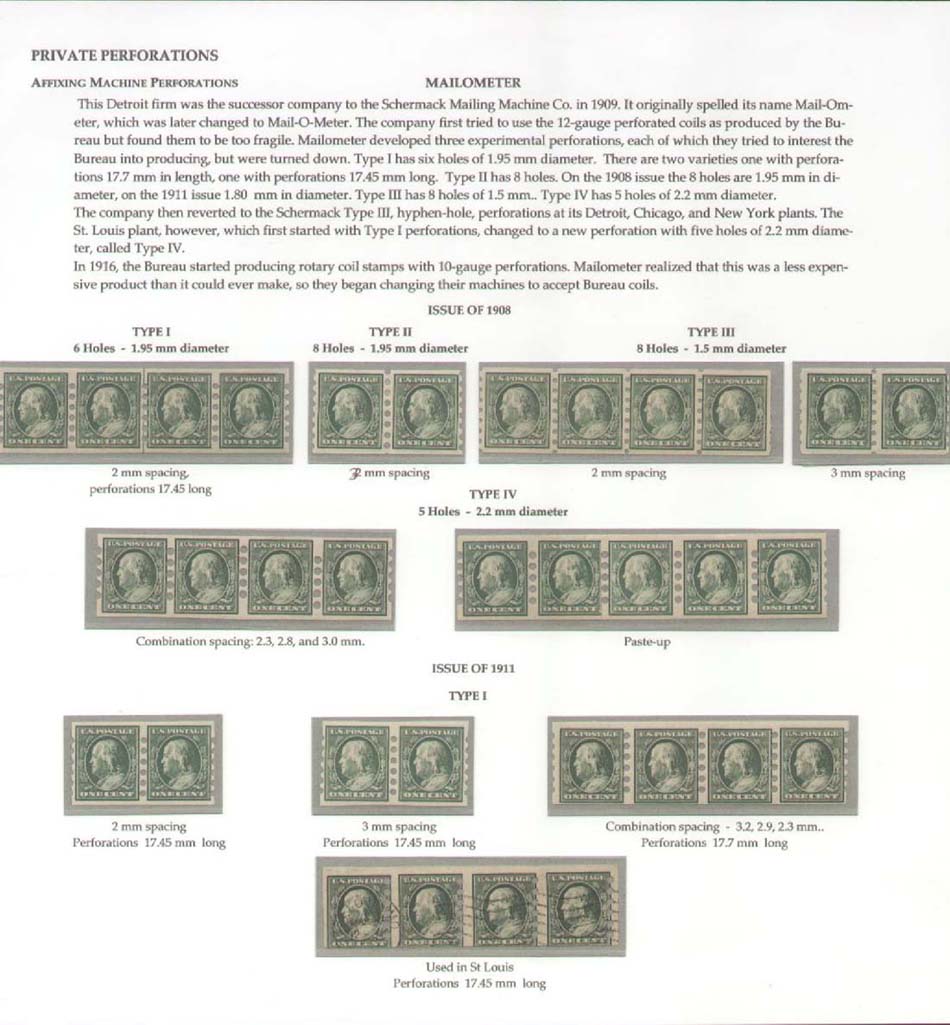 PRIVATE PERFORATIONS
AFFIXING MACHINE PERFORATIONS MAILOMETER
This Detroit firm was the successor company to the Schermack Mailing Machine Co. in 1909. It originally spelled its name Mail-Om-
eter, which was later changed to Mail-O-Meter. The company first tried to use the 12-gauge perforated coils as produced by the Bu-
reau but found them to be too fragile. Mailometer developed three experimental perforations, each of which they tried to interest the
Bureau into producing, but were turned down. Type I has six holes of 1.95 mm diameter. There are two varieties one with perfora-
tions 17.7 mm in length, one with perforations 17.45 mm long. Type II has 8 holes. On the 1908 issue the 8 holes are 1.95 mm in di-
ameter, on the 1911 issue 1.80 mm in diameter. Type III has 8 holes of 1.5 mm.. Type IV has 5 holes of 2.2 mm diameter.
The company then reverted to the Schermack Type III, hyphen-hole, perforations at its Detroit, Chicago, and New York plants. The
St. Louis plant, however, which first started with Type I perforations, changed to a new perforation with five holes of 2.2 mm diame-
ter, called Type IV.
In 1916, the Bureau started producing rotary coil stamps with 10-gauge perforations. Mailometer realized that this was a less expen-
sive product than it could ever make, so they began changing their machines to accept Bureau coils.
ISSUE OF 1908
TYPE I TYPE II TYPE III
6 Holes - 1.95 mm diameter 8 Holes - 1.95 mm diameter 8 Holes - 1.5 mm diameter
U.S.POSTAGE U.S.POSTAGE U.S.POSTAGE U.S.POSTAGE U.S.POSTAGE U.S.POSTAGE U.S.POSTAGE U.S.POSTAGE U.S.POSTAGE U.S.POSTAGE U.S.POSTAGE U.S.POSTAGE
ONE CENT ONE CENT ONE CENT ONE CENT ONE CENT ONE CENT ONE CENT ONE CENT ONE CENT ONE CENT ONE CENT ONE CENT
2 mm spacing, 2 mm spacing 2 mm spacing 3 mm spacing
perforations 17.45 long
TYPE IV
5 Holes - 2.2 mm diameter
U.S.POSTAGE U.S.POSTAGE U.S.POSTAGE U.S.POSTAGE U.S.POSTAGE U.S.POSTAGE U.S.POSTAGE U.S.POSTAGE U.S.POSTAGE
ONE CENT ONE CENT ONE CENT ONE CENT ONE CENT ONE CENT ONE CENT ONE CENT ONE CENT
Combination spacing: 2.3, 2.8, and 3.0 mm. Paste-up
ISSUE OF 1911
TYPE I
U.S.POSTAGE U.S.POSTAGE U.S.POSTAGE U.S.POSTAGE U.S.POSTAGE U.S.POSTAGE U.S.POSTAGE U.S.POSTAGE
ONE CENT ONE CENT ONE CENT ONE CENT ONE CENT ONE CENT ONE CENT ONE CENT
2 mm spacing 3 mm spacing Combination spacing - 3.2, 2.9, 2.3 mm..
Perforations 17.45 mm long Perforations 17.45 mm long Perforations 17.7 mm long
U.S.POSTAGE U.S.POSTAGE U.S.POSTAGE U.S.POSTAGE
ONE CENT ONE CENT ONE CENT ONE CENT
Used in St Louis
Perforations 17.45 mm long